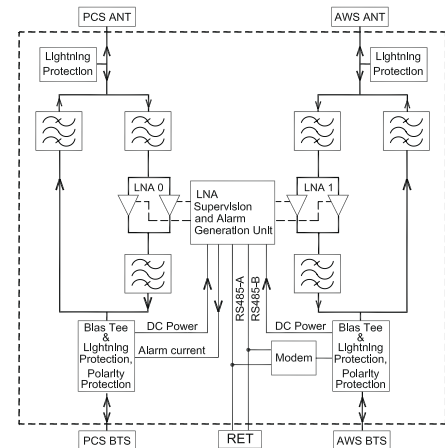 PCS ANT
AWS ANT
Lightning
Protection
Lightning
Protection
LNA 0
LNA
Supervision
and Alarm
Generation Unit
LNA 1
RS485-A
RS485-B
Bias Tee
&
Lightning
Protection,
Polarity
Protection
DC Power
Alarm current
DC Power
Modem
Bias Tee
&
Lightning
Protection,
Polarity
Protection
PCS BTS
RET
AWS BTS